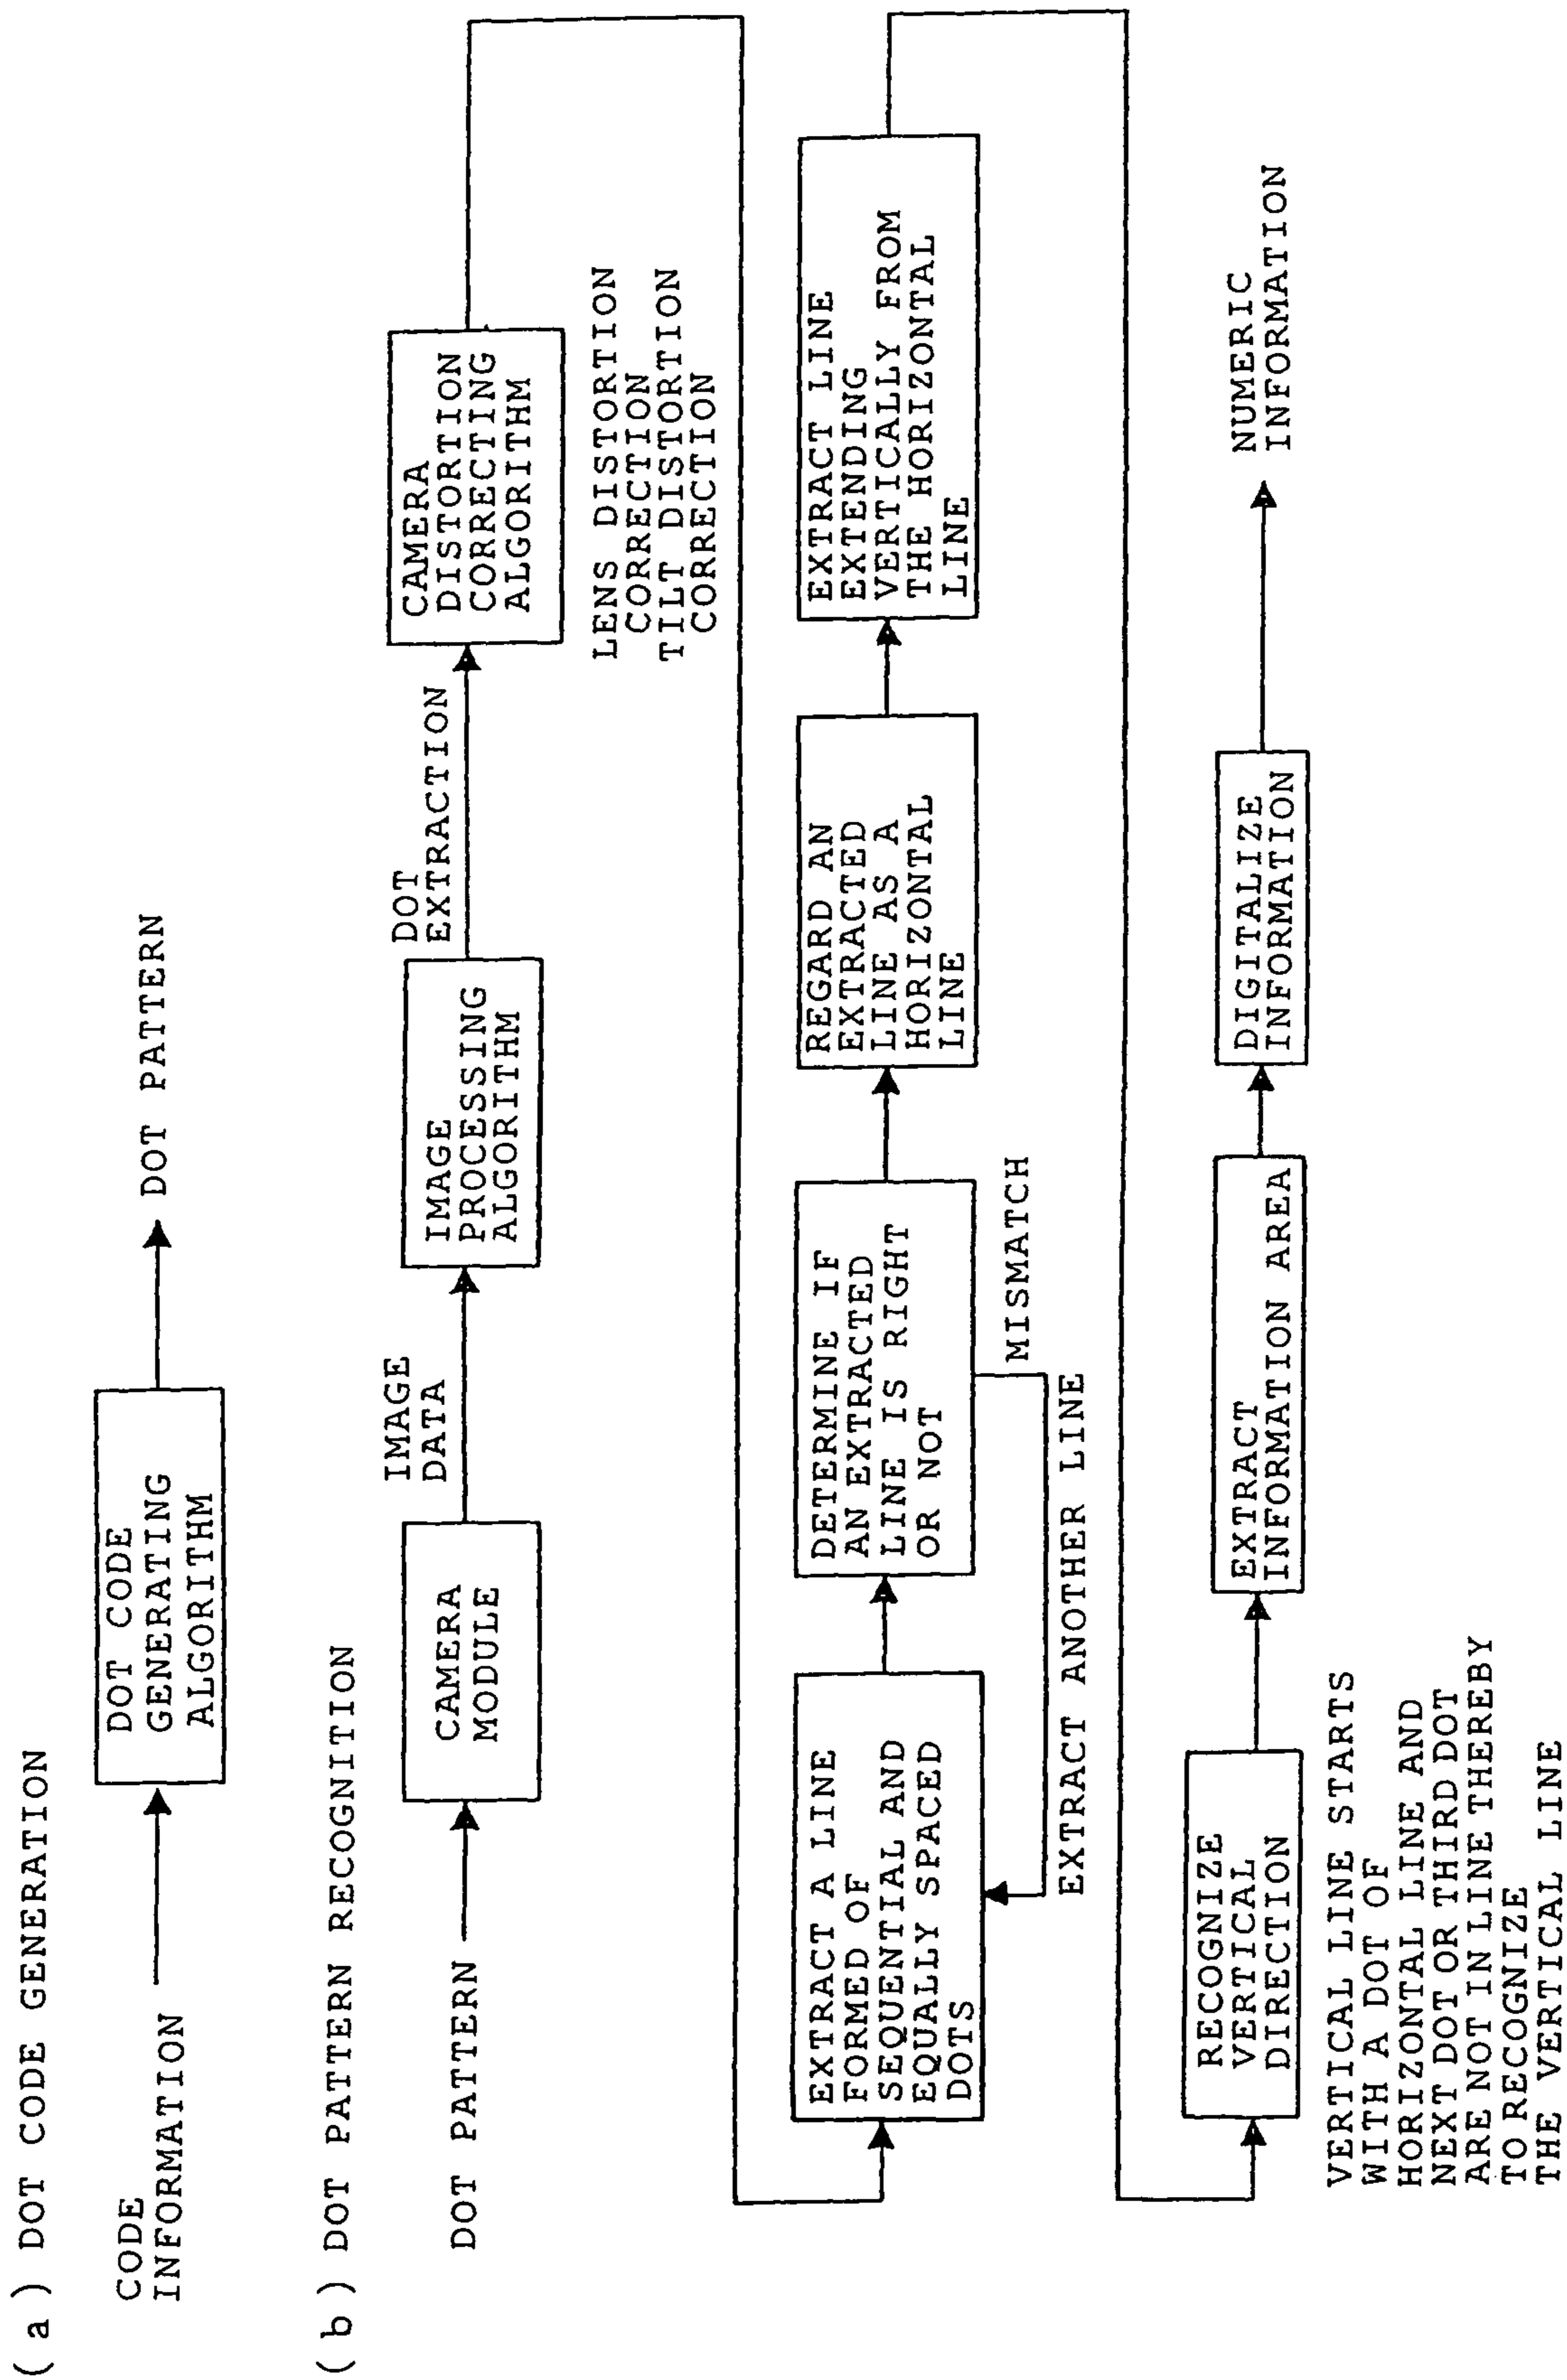 ( a ) DOT CODE GENERATION
CODE
INFORMATION
DOT CODE
GENERATING
ALGORITHM
DOT PATTERN
( b ) DOT PATTERN RECOGNITION
DOT PATTERN
CAMERA
MODULE
IMAGE
DATA
IMAGE
PROCESSING
ALGORITHM
DOT
EXTRACTION
CAMERA
DISTORTION
CORRECTING
ALGORITHM
LENS DISTORTION
CORRECTION
TILT DISTORTION
CORRECTION
EXTRACT A LINE
FORMED OF
SEQUENTIAL AND
EQUALLY SPACED
DOTS
DETERMINE IF
AN EXTRACTED
LINE IS RIGHT
OR NOT
MISMATCH
EXTRACT ANOTHER LINE
REGARD AN
EXTRACTED
LINE AS A
HORIZONTAL
LINE
EXTRACT LINE
EXTENDING
VERTICALLY FROM
THE HORIZONTAL
LINE
RECOGNIZE
VERTICAL
DIRECTION
VERTICAL LINE STARTS
WITH A DOT OF
HORIZONTAL LINE AND
NEXT DOT OR THIRD DOT
ARE NOT IN LINE THEREBY
TO RECOGNIZE
THE VERTICAL LINE
EXTRACT
INFORMATION AREA
DIGITALIZE
INFORMATION
NUMERIC
INFORMATION